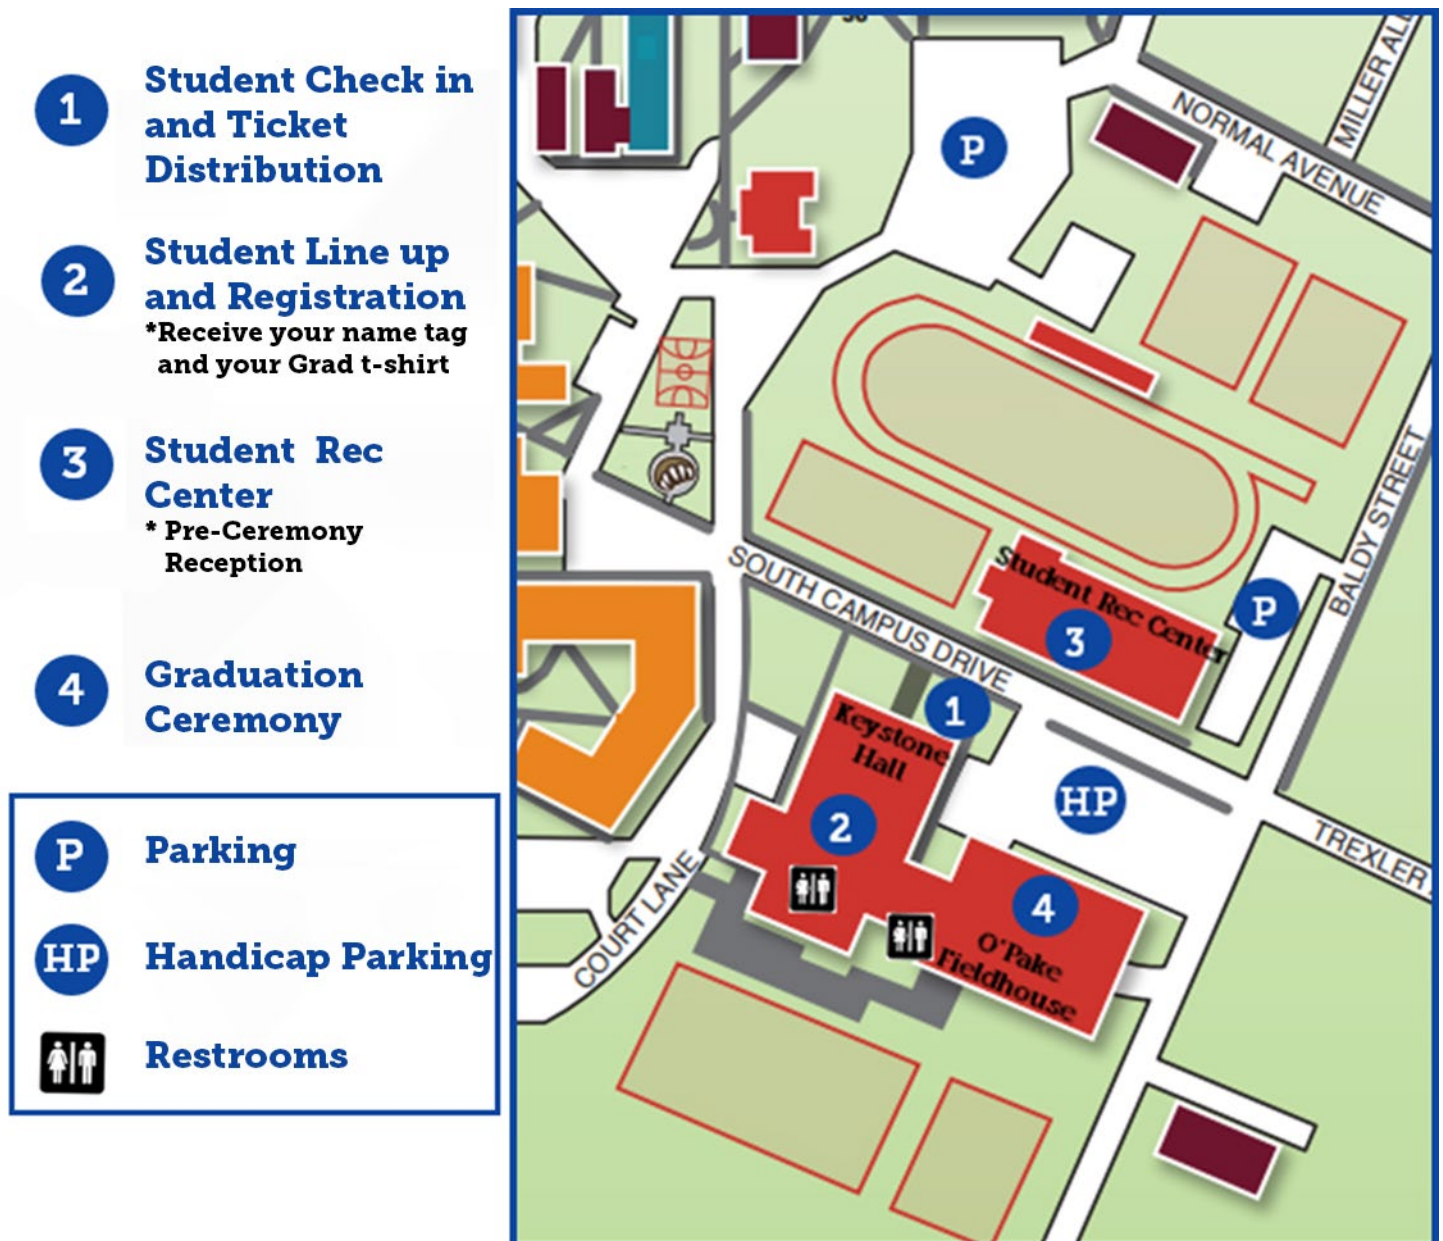 1
Student Check in
and Ticket
Distribution
2
Student Line up
and Registration
*Receive your name tag
and your Grad t-shirt
3
Student Rec
Center
* Pre-Ceremony
Reception
4
Graduation
Ceremony
P
Parking
HP
Handicap Parking
Restrooms
P
NORMAL AVENUE
BALDY STREET
SOUTH CAMPUS DRIVE
Student Rec Center
3
P
1
Keystone
Hall
2
HP
TREXLER
COURT LANE
4
O'Pake
Fieldhouse